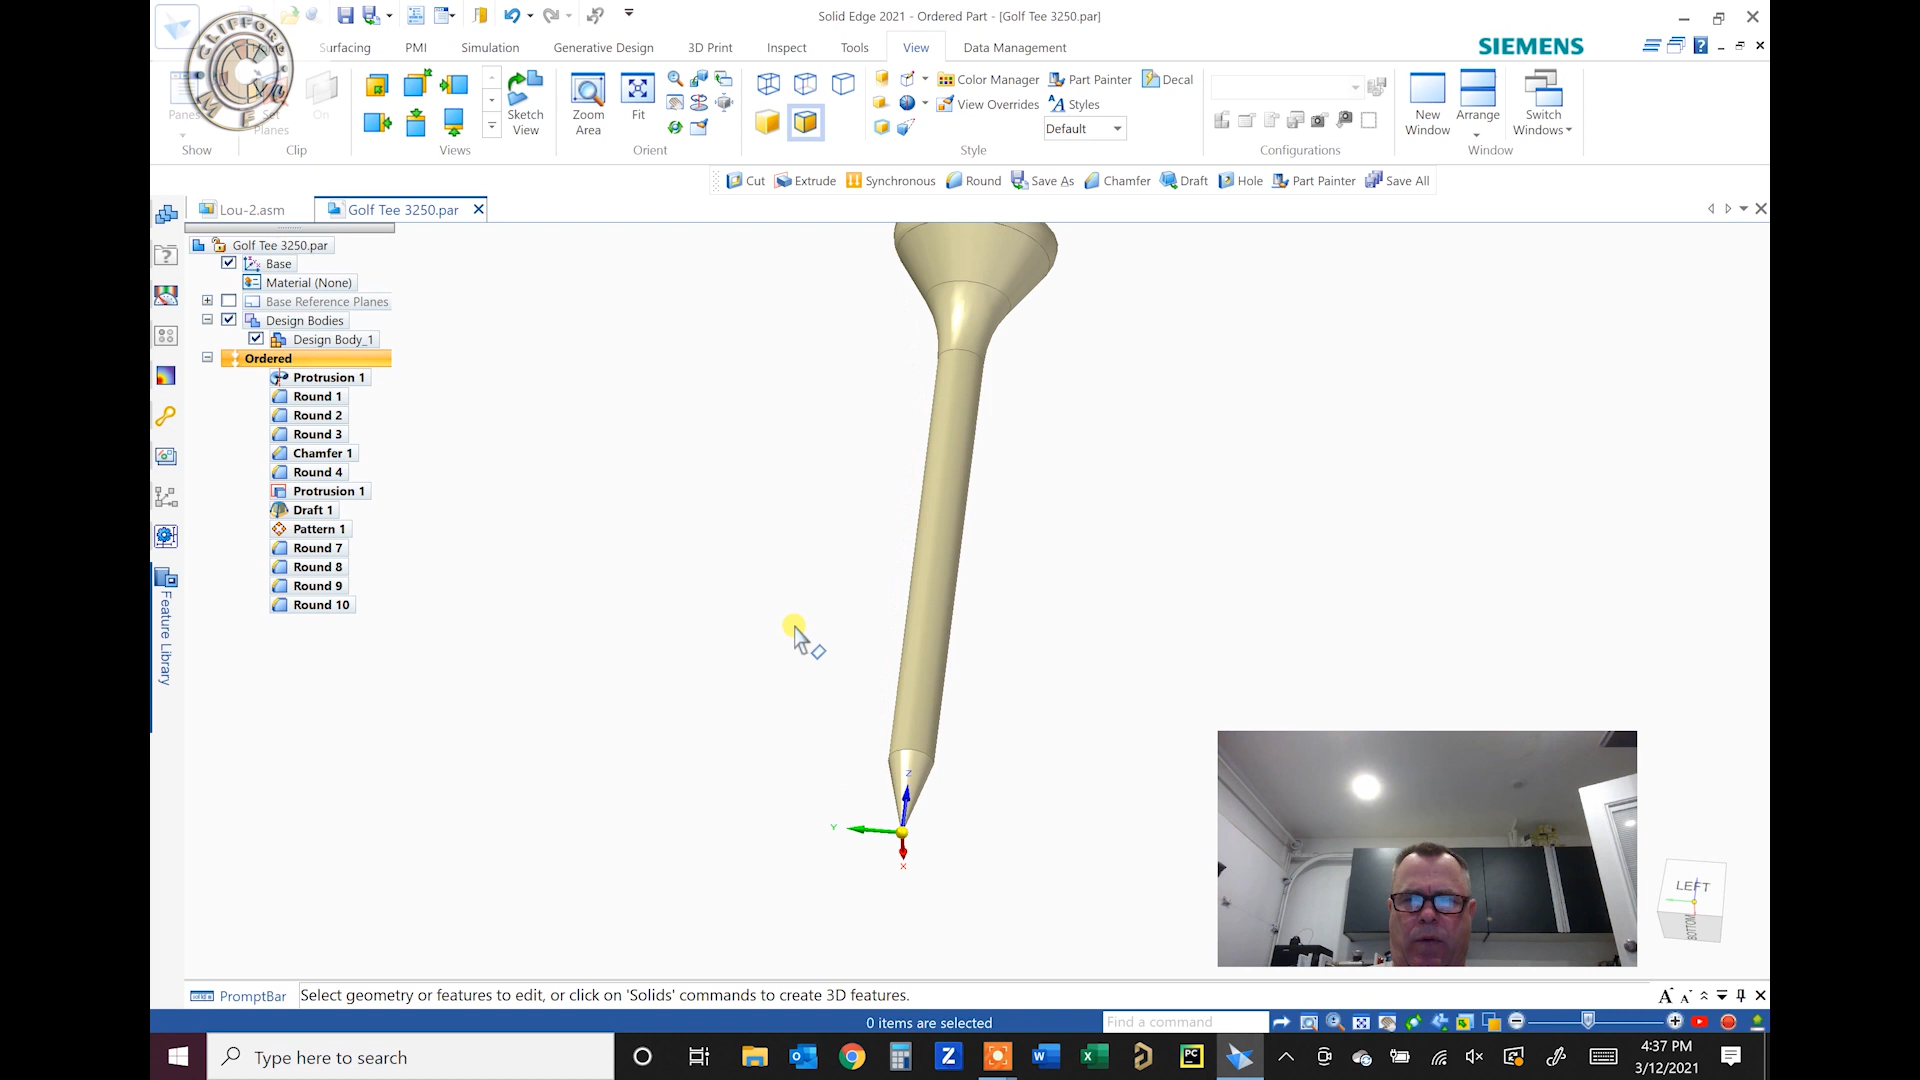 Solid Edge 2021 - Ordered Part - [Golf Tee 3250.par]
CLIFFORD
Surfacing PMI Simulation Generative Design 3D Print Inspect Tools View Data Management
SIEMENS
Panes
Set Planes
On
Sketch View
Zoom Area
Fit
Color Manager Part Painter Decal
View Overrides Styles
Default
New Window
Arrange
Switch Windows
Show Clip Views Orient Style Configurations Window
Cut Extrude Synchronous Round Save As Chamfer Draft Hole Part Painter Save All
Lou-2.asm Golf Tee 3250.par
Golf Tee 3250.par
Base
Material (None)
Base Reference Planes
Design Bodies
Design Body_1
Ordered
Protrusion 1
Round 1
Round 2
Round 3
Chamfer 1
Round 4
Protrusion 1
Draft 1
Pattern 1
Round 7
Round 8
Round 9
Round 10
Feature Library
Z
Y
X
LEFT
BOTTOM
PromptBar Select geometry or features to edit, or click on 'Solids' commands to create 3D features.
0 items are selected
Find a command
Type here to search
4:37 PM
3/12/2021